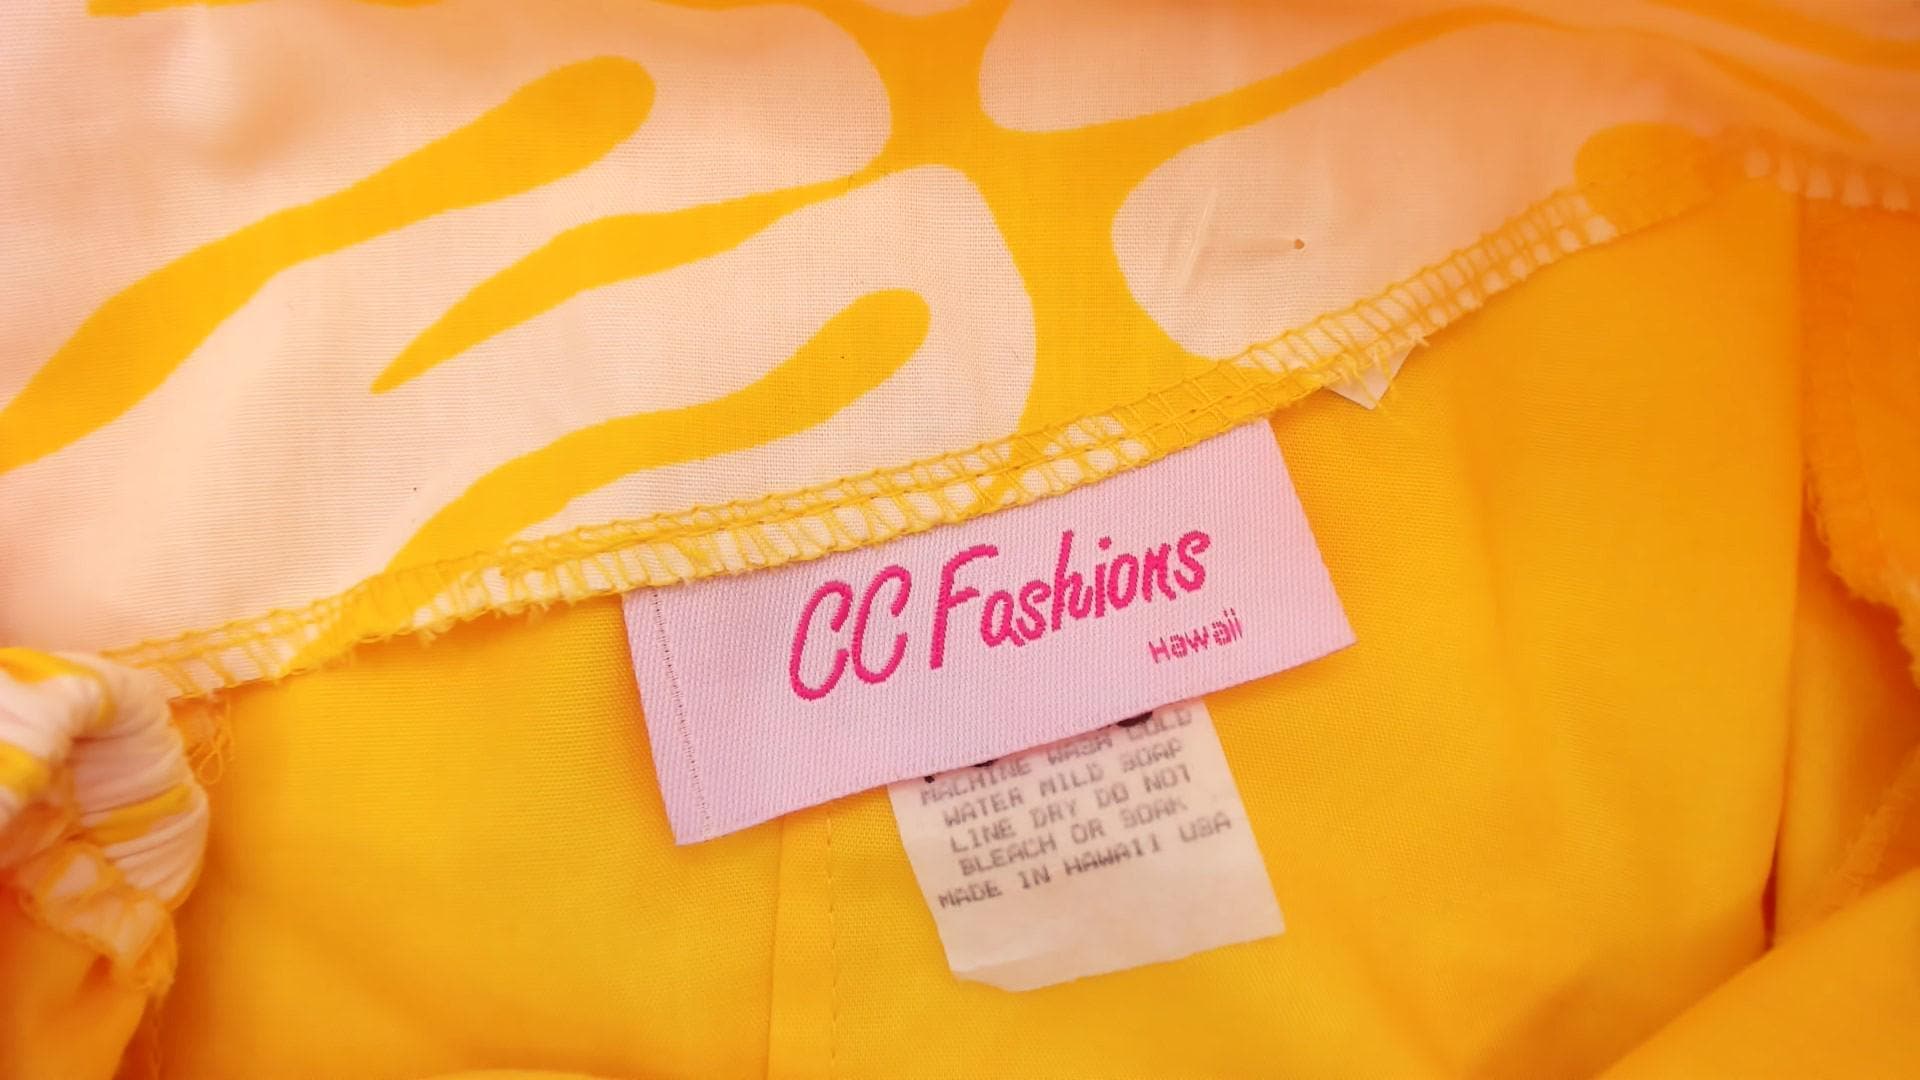 CC Fashions
Hawaii
MACHINE WASH COLD
WATER MILD SOAP
LINE DRY DO NOT
BLEACH OR SOAK
MADE IN HAWAII USA